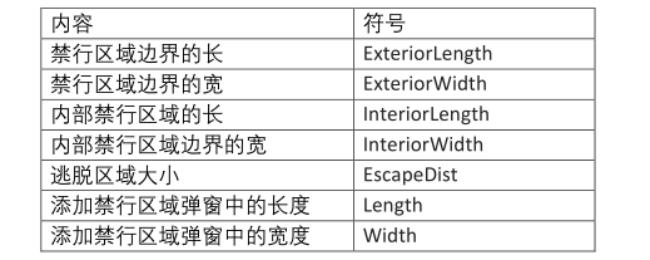 内容 符号
禁行区域边界的长 ExteriorLength
禁行区域边界的宽 ExteriorWidth
内部禁行区域的长 InteriorLength
内部禁行区域边界的宽 InteriorWidth
逃脱区域大小 EscapeDist
添加禁行区域弹窗中的长度 Length
添加禁行区域弹窗中的宽度 Width